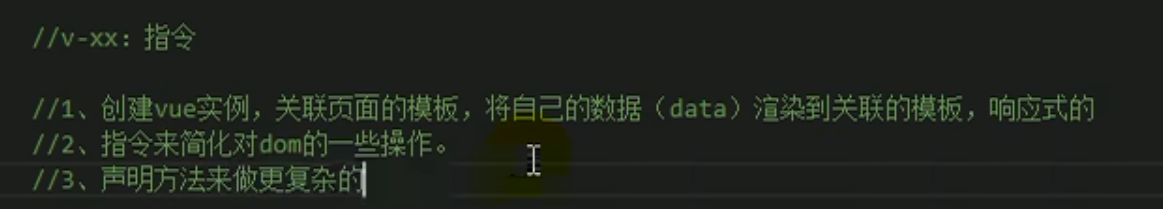 //v-xx: 指令
//1、创建vue实例，关联页面的模板，将自己的数据（data）渲染到关联的模板，响应式的
//2、指令来简化对dom的一些操作。
//3、声明方法来做更复杂的